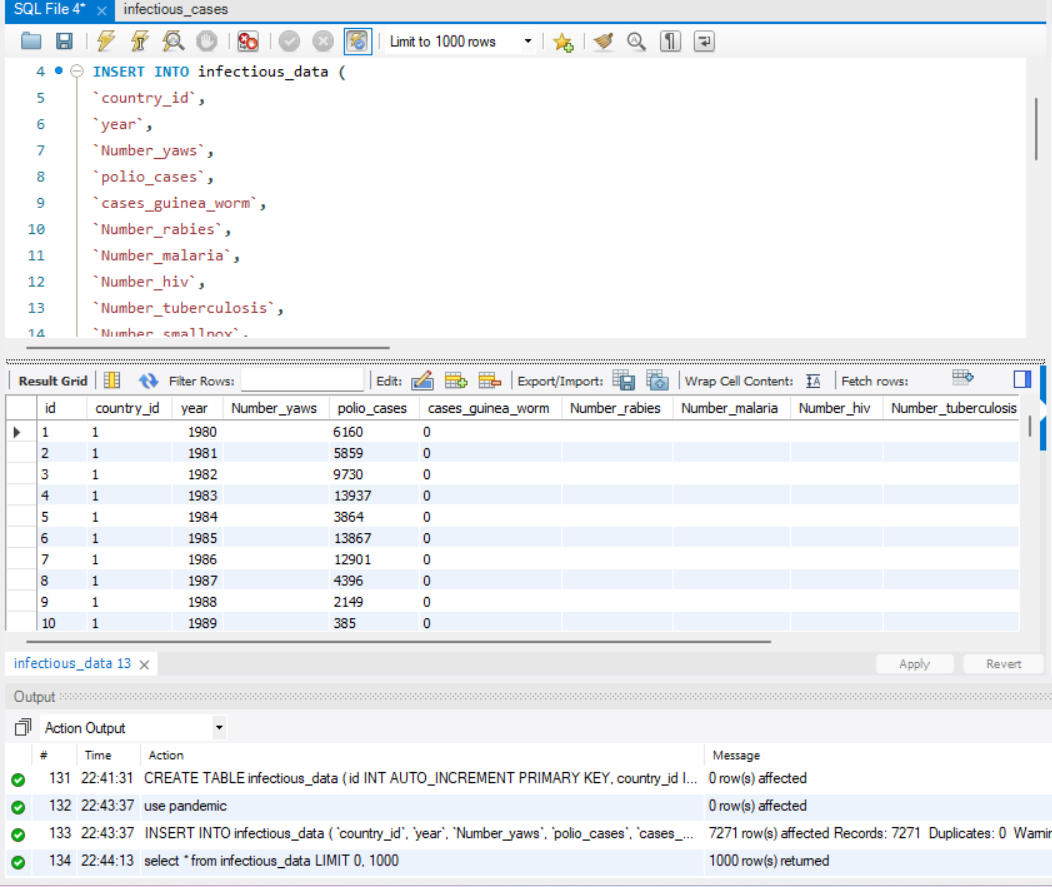 SQL File 4* × infectious_cases
Limit to 1000 rows
4 INSERT INTO infectious_data (
5 `country_id`,
6 `year`,
7 `Number_yaws`,
8 `polio_cases`,
9 `cases_guinea_worm`,
10 `Number_rabies`,
11 `Number_malaria`,
12 `Number_hiv`,
13 `Number_tuberculosis`,
14 `Number_smallpox`,
Result Grid Filter Rows: Edit: Export/Import: Wrap Cell Content: IA Fetch rows:
id country_id year Number_yaws polio_cases cases_guinea_worm Number_rabies Number_malaria Number_hiv Number_tuberculosis
1 1 1980 6160 0
2 1 1981 5859 0
3 1 1982 9730 0
4 1 1983 13937 0
5 1 1984 3864 0
6 1 1985 13867 0
7 1 1986 12901 0
8 1 1987 4396 0
9 1 1988 2149 0
10 1 1989 385 0
infectious_data 13 × Apply Revert
Output
Action Output
# Time Action Message
131 22:41:31 CREATE TABLE infectious_data ( id INT AUTO_INCREMENT PRIMARY KEY, country_id I... 0 row(s) affected
132 22:43:37 use pandemic 0 row(s) affected
133 22:43:37 INSERT INTO infectious_data ( `country_id`, `year`, `Number_yaws`, `polio_cases`, `cases_... 7271 row(s) affected Records: 7271 Duplicates: 0 Warnin
134 22:44:13 select * from infectious_data LIMIT 0, 1000 1000 row(s) returned